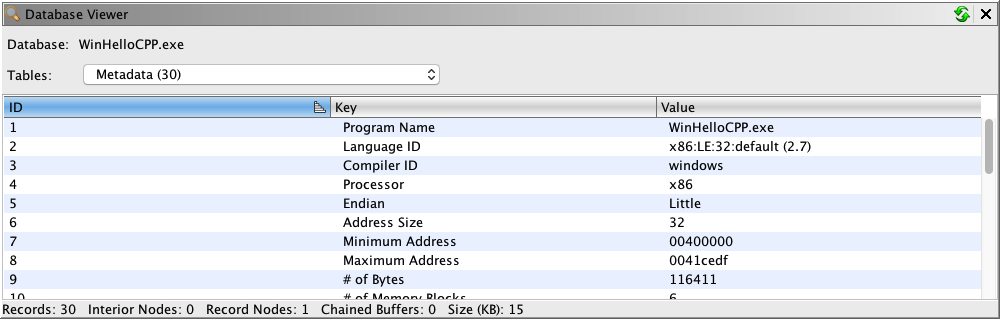 Database Viewer
Database: WinHelloCPP.exe
Tables: Metadata (30)
ID Key Value
1 Program Name WinHelloCPP.exe
2 Language ID x86:LE:32:default (2.7)
3 Compiler ID windows
4 Processor x86
5 Endian Little
6 Address Size 32
7 Minimum Address 00400000
8 Maximum Address 0041cedf
9 # of Bytes 116411
10 # of Memory Blocks 6
Records: 30 Interior Nodes: 0 Record Nodes: 1 Chained Buffers: 0 Size (KB): 15